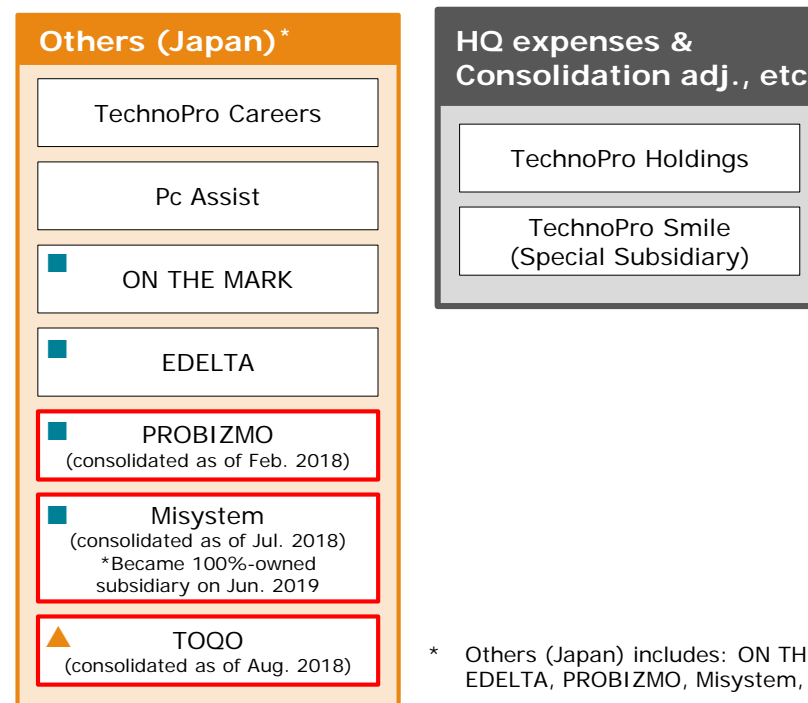 Others (Japan)*
TechnoPro Careers
Pc Assist
ON THE MARK
EDELTA
PROBIZMO
(consolidated as of Feb. 2018)
Misystem
(consolidated as of Jul. 2018)
*Became 100%-owned
subsidiary on Jun. 2019
TOQO
(consolidated as of Aug. 2018)
HQ expenses &
Consolidation adj., etc
TechnoPro Holdings
TechnoPro Smile
(Special Subsidiary)
* Others (Japan) includes: ON TH
EDELTA, PROBIZMO, Misystem,